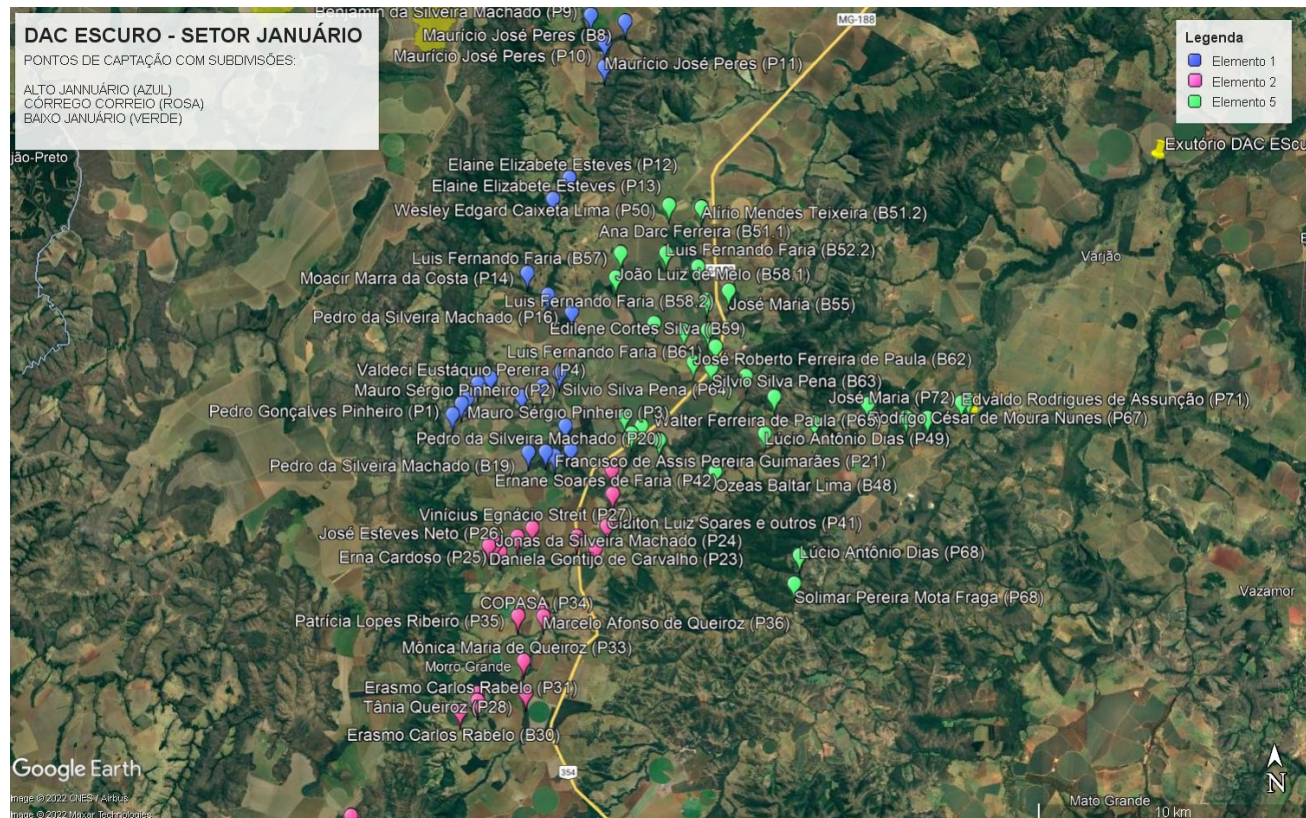 DAC ESCURO - SETOR JANUÁRIO
PONTOS DE CAPTAÇÃO COM SUBDIVISÕES:
ALTO JANNUÁRIO (AZUL)
CÓRREGO CORREIO (ROSA)
BAIXO JANUÁRIO (VERDE)
Legenda
Elemento 1
Elemento 2
Elemento 5
MG-188
Benjamin da Silveira Machado (P9)
Maurício José Peres (B8)
Maurício José Peres (P10)
Maurício José Peres (P11)
jão-Preto
Exutório DAC EScu
Elaine Elizabete Esteves (P12)
Elaine Elizabete Esteves (P13)
Wesley Edgard Caixeta Lima (P50)
Alírio Mendes Teixeira (B51.2)
Ana Darc Ferreira (B51.1)
Luis Fernando Faria (B52.2)
Luis Fernando Faria (B57)
Varjão
João Luiz de Melo (B58.1)
Moacir Marra da Costa (P14)
Luis Fernando Faria (B58.2)
José Maria (B55)
Pedro da Silveira Machado (P16)
Edilene Cortes Silva (B59)
Luis Fernando Faria (B61)
José Roberto Ferreira de Paula (B62)
Valdeci Eustáquio Pereira (P4)
Silvio Silva Pena (B63)
Mauro Sérgio Pinheiro (P2)
Silvio Silva Pena (P64)
José Maria (P72)
Edvaldo Rodrigues de Assunção (P71)
Pedro Gonçalves Pinheiro (P1)
Mauro Sérgio Pinheiro (P3)
Walter Ferreira de Paula (P65)
Rodrigo César de Moura Nunes (P67)
Pedro da Silveira Machado (P20)
Lúcio Antônio Dias (P49)
Pedro da Silveira Machado (B19)
Francisco de Assis Pereira Guimarães (P21)
Ernane Soares de Faria (P42)
Ozeas Baltar Lima (B48)
Vinícius Egnácio Streit (P27)
Claiton Luiz Soares e outros (P41)
José Esteves Neto (P26)
Jonas da Silveira Machado (P24)
Erna Cardoso (P25)
Daniela Gontijo de Carvalho (P23)
Lúcio Antônio Dias (P68)
Solimar Pereira Mota Fraga (P68)
Vazamor
COPASA (P34)
Patrícia Lopes Ribeiro (P35)
Marcelo Afonso de Queiroz (P36)
Mônica Maria de Queiroz (P33)
Morro Grande
Erasmo Carlos Rabelo (P31)
Tânia Queiroz (P28)
Erasmo Carlos Rabelo (B30)
354
Google Earth
Image © 2022 CNES / Airbus
Image © 2022 Maxar Technologies
N
Mato Grande
10 km